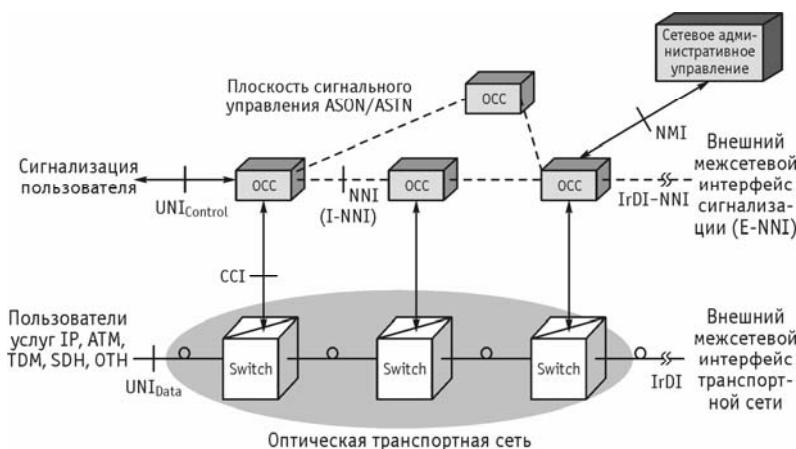 Сетевое адми-
нистративное
управление
Плоскость сигнального
управления ASON/ASTN
OCC
NMI
Сигнализация
пользователя
UNIControl
OCC
NNI
(I-NNI)
OCC
OCC
IrDI-NNI
Внешний
межсетевой
интерфейс
сигнализа-
ции (E-NNI)
CCI
Пользователи
услуг IP, ATM,
TDM, SDH, OTH
UNIData
Switch
Switch
Switch
IrDI
Внешний
межсетевой
интерфейс
транспорт-
ной сети
Оптическая транспортная сеть